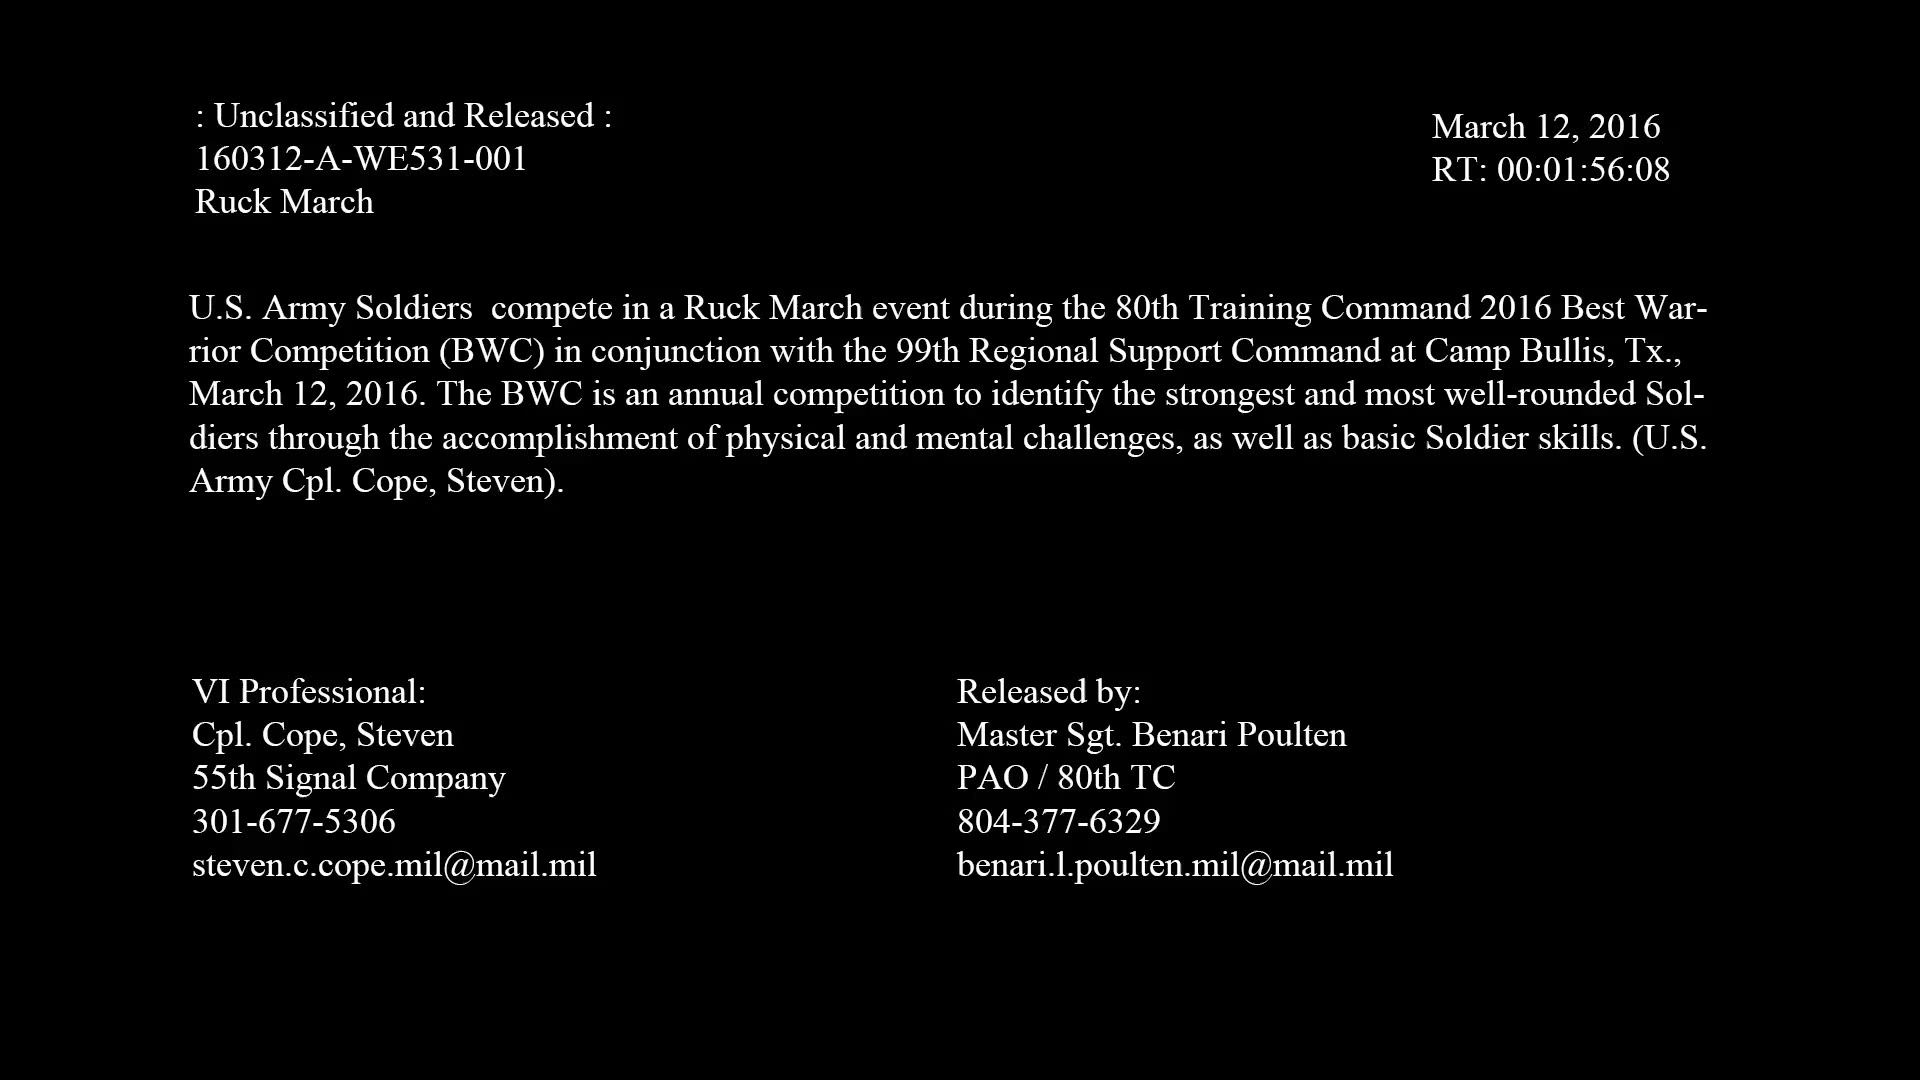 : Unclassified and Released :
160312-A-WE531-001
Ruck March
March 12, 2016
RT: 00:01:56:08
U.S. Army Soldiers  compete in a Ruck March event during the 80th Training Command 2016 Best War-
rior Competition (BWC) in conjunction with the 99th Regional Support Command at Camp Bullis, Tx.,
March 12, 2016. The BWC is an annual competition to identify the strongest and most well-rounded Sol-
diers through the accomplishment of physical and mental challenges, as well as basic Soldier skills. (U.S.
Army Cpl. Cope, Steven).
VI Professional:
Cpl. Cope, Steven
55th Signal Company
301-677-5306
steven.c.cope.mil@mail.mil
Released by:
Master Sgt. Benari Poulten
PAO / 80th TC
804-377-6329
benari.l.poulten.mil@mail.mil